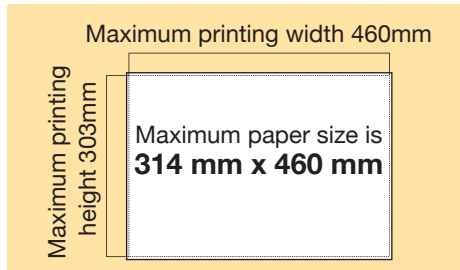 Maximum printing width 460mm
Maximum printing
height 303mm
Maximum paper size is
314 mm x 460 mm